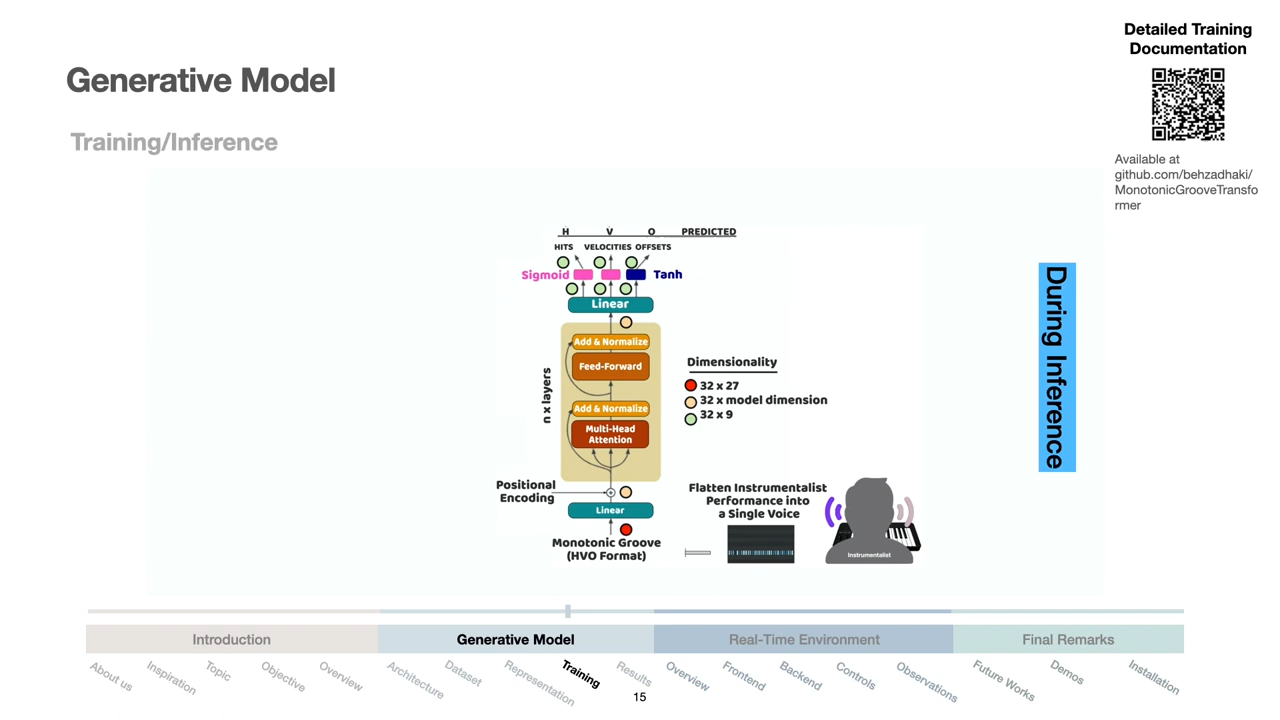 Detailed Training
Documentation
Generative Model
Training/Inference
Available at
github.com/behzadhaki/
MonotonicGrooveTransfo
rmer
H V O PREDICTED
HITS VELOCITIES OFFSETS
Sigmoid Tanh
Linear
Add & Normalize
Feed-Forward
n x layers
Add & Normalize
Multi-Head
Attention
Dimensionality
32 x 27
32 x model dimension
32 x 9
Positional
Encoding
Linear
Monotonic Groove
(HVO Format)
Flatten Instrumentalist
Performance into
a Single Voice
Instrumentalist
During Inference
Introduction
Generative Model
Real-Time Environment
Final Remarks
About us
Inspiration
Topic
Objective
Overview
Architecture
Dataset
Representation
Training
Results
Overview
Frontend
Backend
Controls
Observations
Future Works
Demos
Installation
15